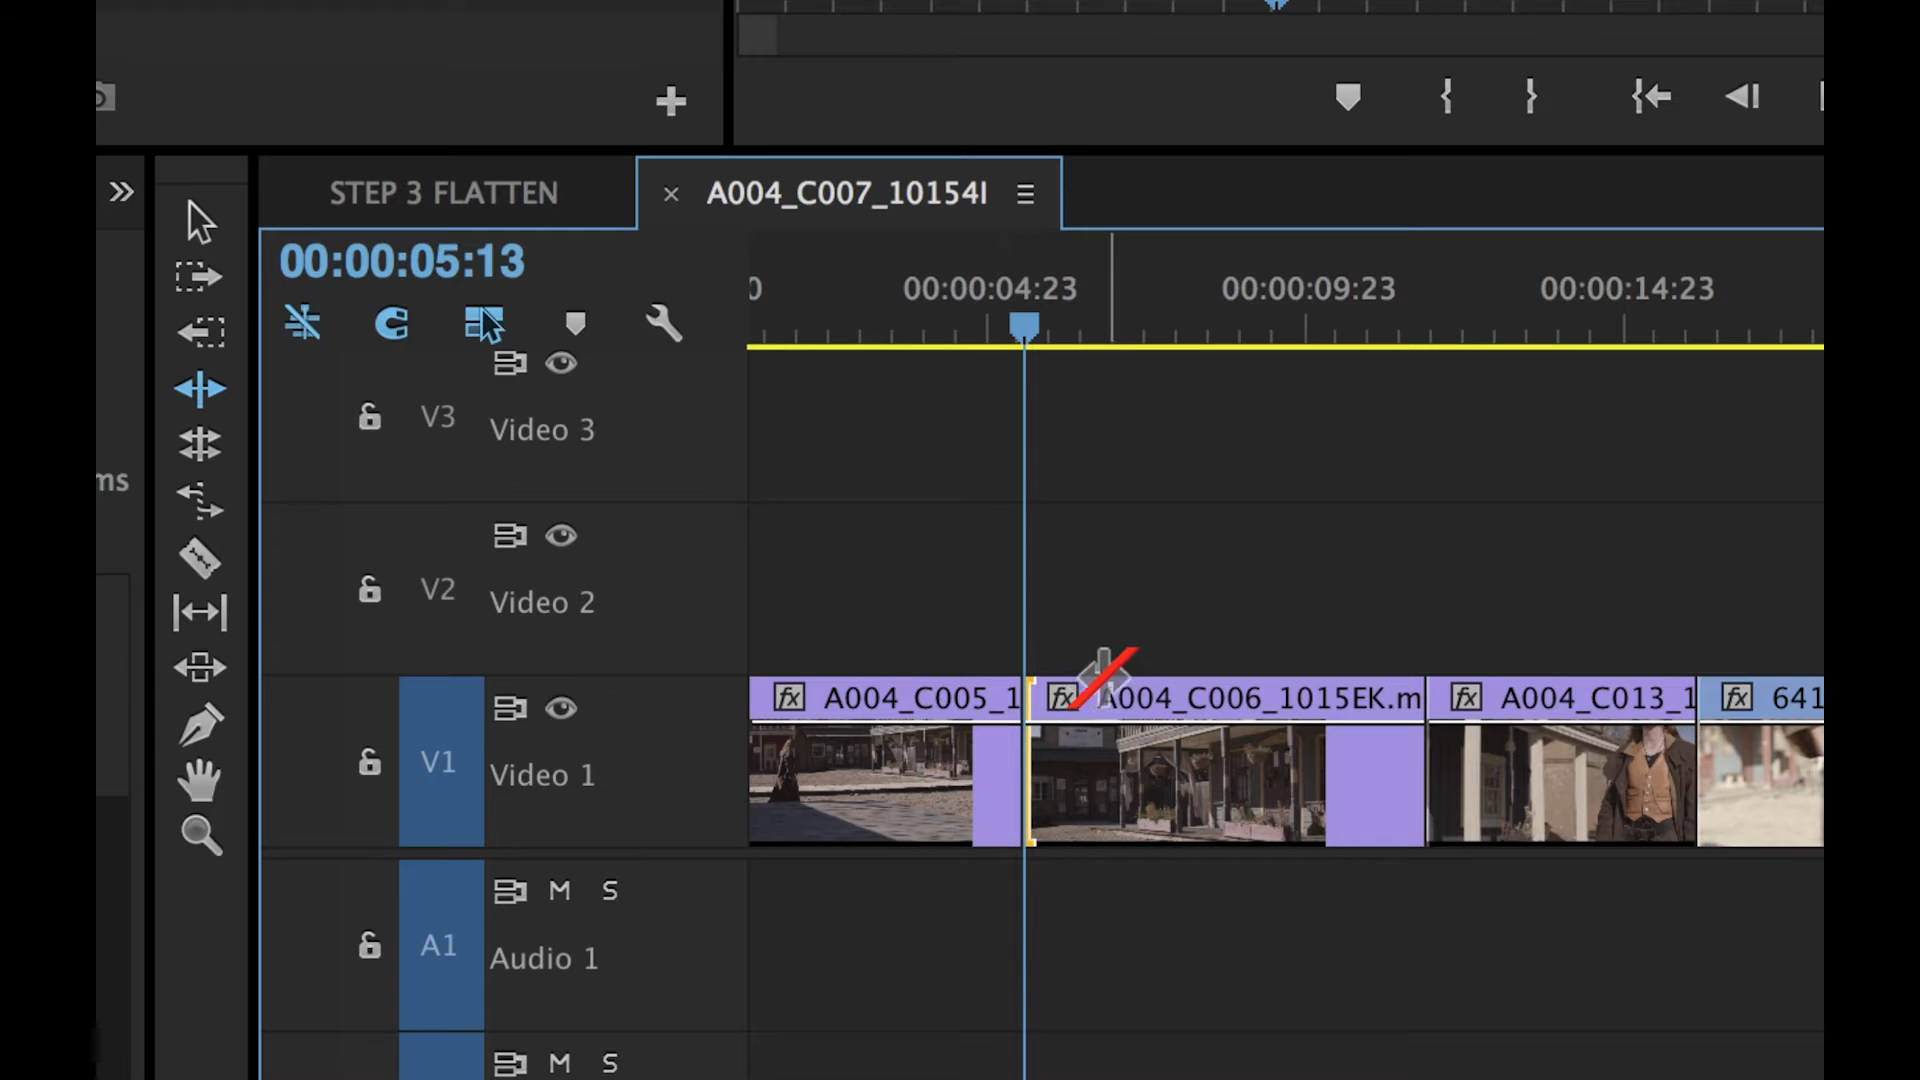 STEP 3 FLATTEN
A004_C007_10154I
00:00:05:13
0
00:00:04:23
00:00:09:23
00:00:14:23
V3
Video 3
ms
V2
Video 2
fx A004_C005_1
fx A004_C006_1015EK.m
fx A004_C013_1
fx 641
V1
Video 1
M S
A1
Audio 1
M S